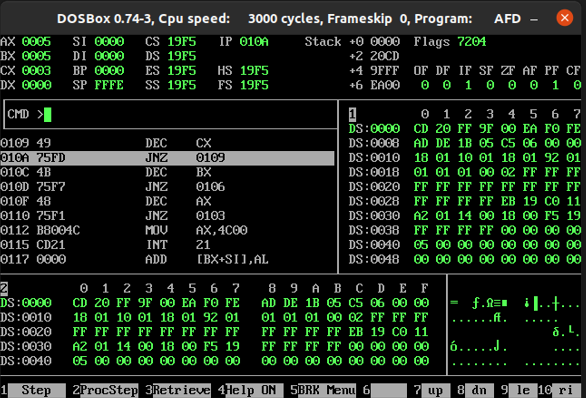 DOSBox 0.74-3, Cpu speed: 3000 cycles, Frameskip 0, Program: AFD
AX 0005 SI 0000 CS 19F5 IP 010A Stack +0 0000 Flags 7204
BX 0005 DI 0000 DS 19F5 +2 20CD
CX 0003 BP 0000 ES 19F5 HS 19F5 +4 9FFF OF DF IF SF ZF AF PF CF
DX 0000 SP FFFE SS 19F5 FS 19F5 +6 EA00 0 0 1 0 0 0 1 0
CMD >
0109 49 DEC CX
010A 75FD JNZ 0109
010C 4B DEC BX
010D 75F7 JNZ 0106
010F 48 DEC AX
0110 75F1 JNZ 0103
0112 B8004C MOV AX,4C00
0115 CD21 INT 21
0117 0000 ADD [BX+SI],AL
1 0 1 2 3 4 5 6 7
DS:0000 CD 20 FF 9F 00 EA F0 FE
DS:0008 AD DE 1B 05 C5 06 00 00
DS:0010 18 01 10 01 18 01 92 01
DS:0018 01 01 01 00 02 FF FF FF
DS:0020 FF FF FF FF FF FF FF FF
DS:0028 FF FF FF FF EB 19 C0 11
DS:0030 A2 01 14 00 18 00 F5 19
DS:0038 FF FF FF FF 00 00 00 00
DS:0040 05 00 00 00 00 00 00 00
DS:0048 00 00 00 00 00 00 00 00
2 0 1 2 3 4 5 6 7 8 9 A B C D E F
DS:0000 CD 20 FF 9F 00 EA F0 FE AD DE 1B 05 C5 06 00 00
DS:0010 18 01 10 01 18 01 92 01 01 01 01 00 02 FF FF FF
DS:0020 FF FF FF FF FF FF FF FF FF FF FF FF EB 19 C0 11
DS:0030 A2 01 14 00 18 00 F5 19 FF FF FF FF 00 00 00 00
DS:0040 05 00 00 00 00 00 00 00 00 00 00 00 00 00 00 00
1 Step 2 ProcStep 3 Retrieve 4 Help ON 5 BRK Menu 6 7 up 8 dn 9 le 10 ri